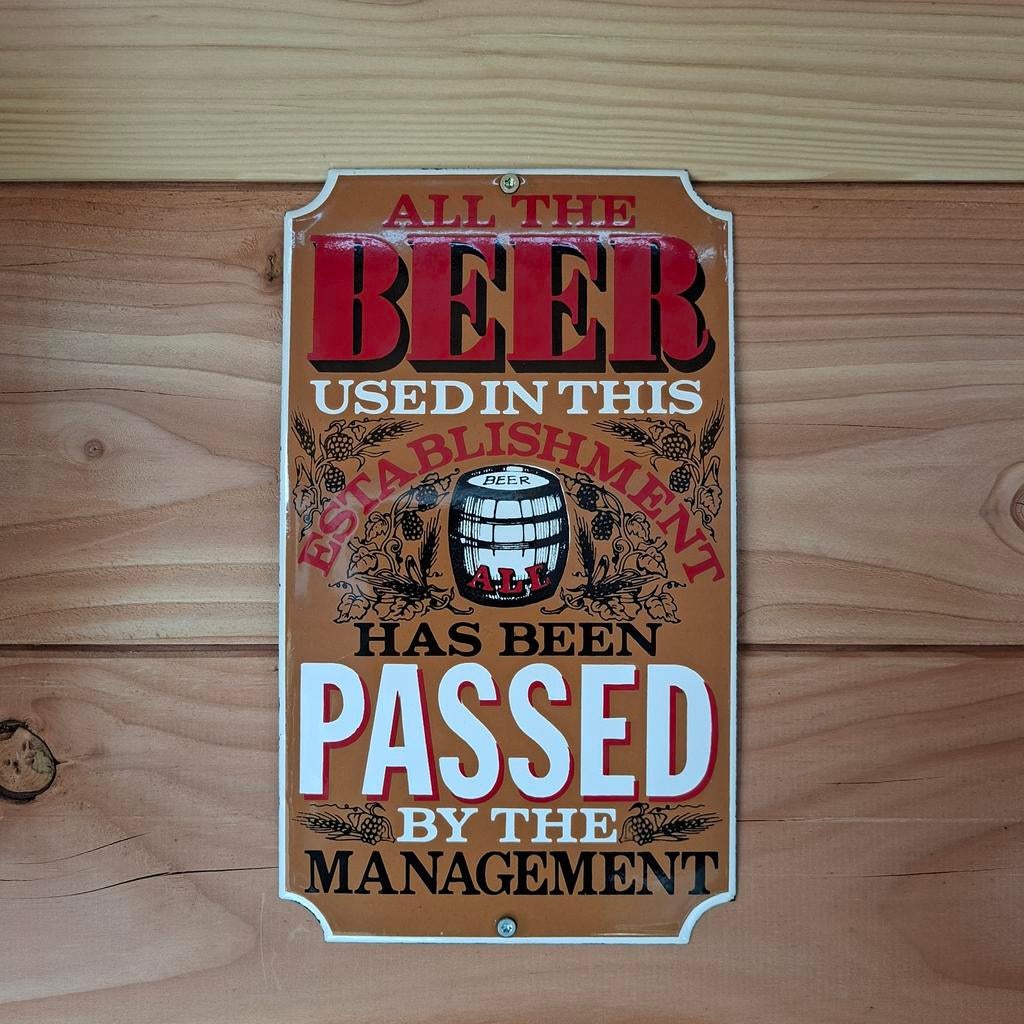 ALL THE
BEER
USED IN THIS
ESTABLISHMENT
BEER
ALL
HAS BEEN
PASSED
BY THE
MANAGEMENT